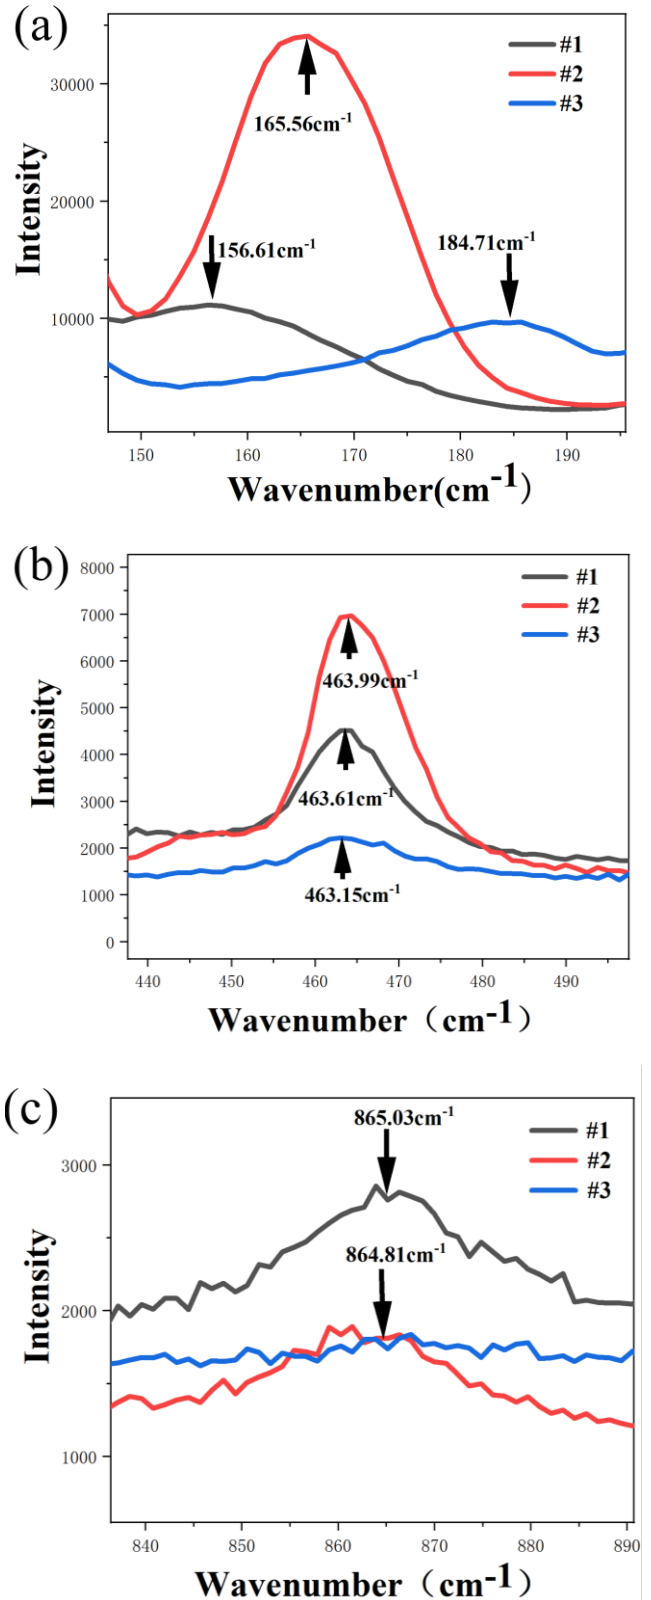 (a)
#1
#2
#3
30000
20000
10000
Intensity
165.56cm⁻¹
156.61cm⁻¹
184.71cm⁻¹
150 160 170 180 190
Wavenumber(cm⁻¹）
(b)
#1
#2
#3
8000
7000
6000
5000
4000
3000
2000
1000
0
Intensity
463.99cm⁻¹
463.61cm⁻¹
463.15cm⁻¹
440 450 460 470 480 490
Wavenumber（cm⁻¹）
(c)
#1
#2
#3
3000
2000
1000
Intensity
865.03cm⁻¹
864.81cm⁻¹
840 850 860 870 880 890
Wavenumber（cm⁻¹）